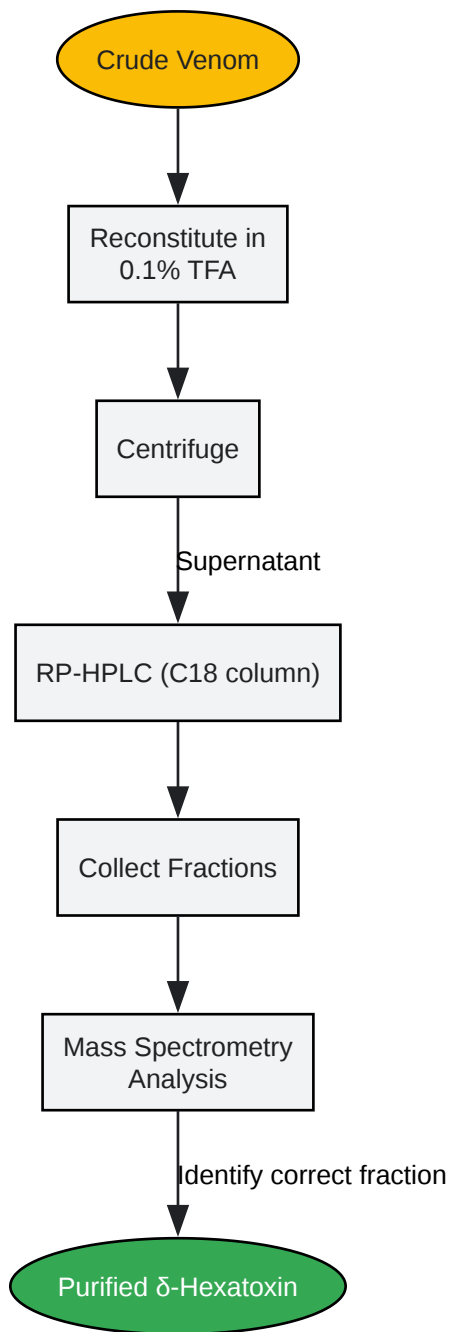 Crude Venom
Reconstitute in
0.1% TFA
Centrifuge
Supernatant
RP-HPLC (C18 column)
Collect Fractions
Mass Spectrometry
Analysis
Identify correct fraction
Purified δ-Hexatoxin